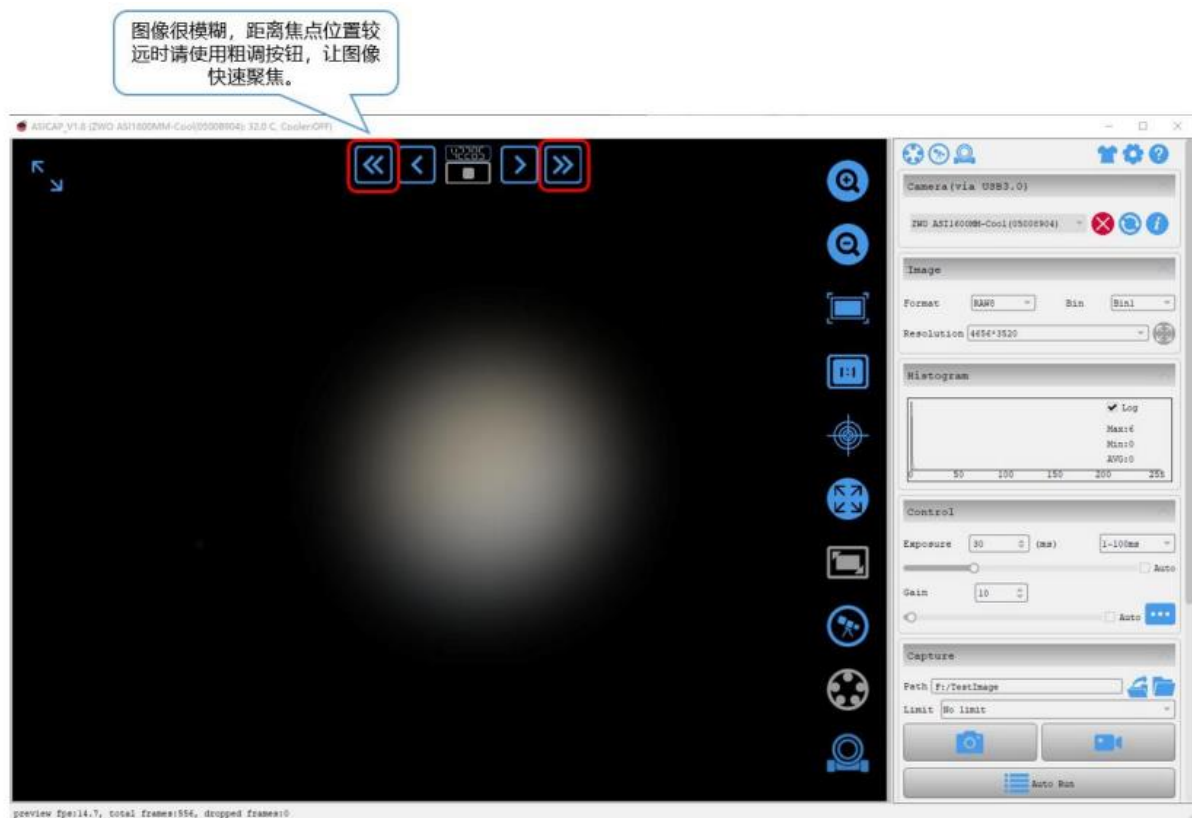 图像很模糊，距离焦点位置较
远时请使用粗调按钮，让图像
快速聚焦。
ASICAP_V1.8 (ZWO ASI1600MM-Cool(05008904): 32.0 C, Cooler:OFF)
42285
Camera(via USB3.0)
ZWO ASI1600MM-Cool(05008904)
Image
Format RAW8 Bin Bin1
Resolution 4656*3520
Histogram
Log
Max:6
Min:0
AVG:0
0 50 100 150 200 255
1:1
Control
Exposure 30 (ms) 1-100ms
Auto
Gain 10
Auto
Capture
Path F:/TestImage
Limit No limit
Auto Run
preview fps:14.7, total frames:556, dropped frames:0